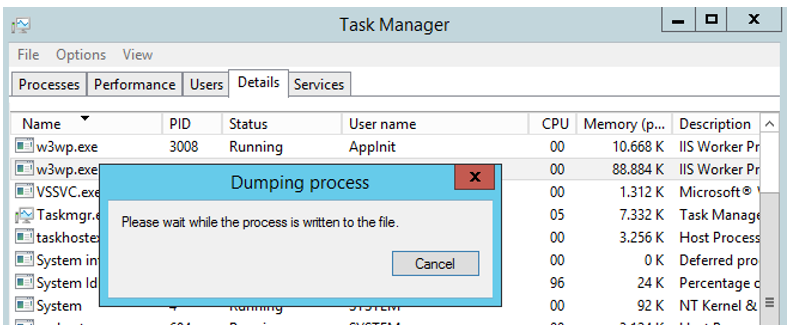 Task Manager
File Options View
Processes Performance Users Details Services
Name PID Status User name CPU Memory (p... Description
w3wp.exe 3008 Running AppInit 00 10.668 K IIS Worker Pr
w3wp.exe 00 88.884 K IIS Worker Pr
Dumping process
VSSVC.exe 00 1.312 K Microsoft®
Taskmgr.e 05 7.332 K Task Manage
Please wait while the process is written to the file.
taskhostex 00 3.256 K Host Process
System in 00 0 K Deferred pro
Cancel
System Id 96 24 K Percentage o
System 4 Running SYSTEM 00 92 K NT Kernel &